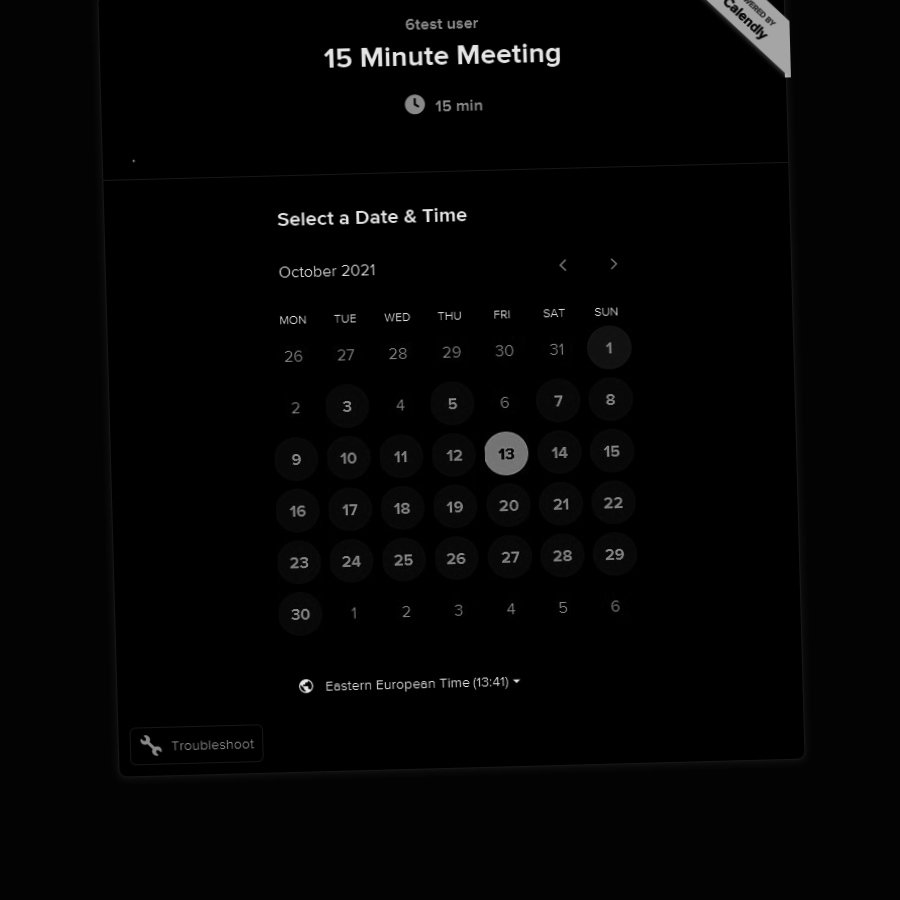 6test user
15 Minute Meeting
15 min
POWERED BY
Calendly
Select a Date & Time
October 2021
MON TUE WED THU FRI SAT SUN
26 27 28 29 30 31 1
2 3 4 5 6 7 8
9 10 11 12 13 14 15
16 17 18 19 20 21 22
23 24 25 26 27 28 29
30 1 2 3 4 5 6
Eastern European Time (13:41)
Troubleshoot